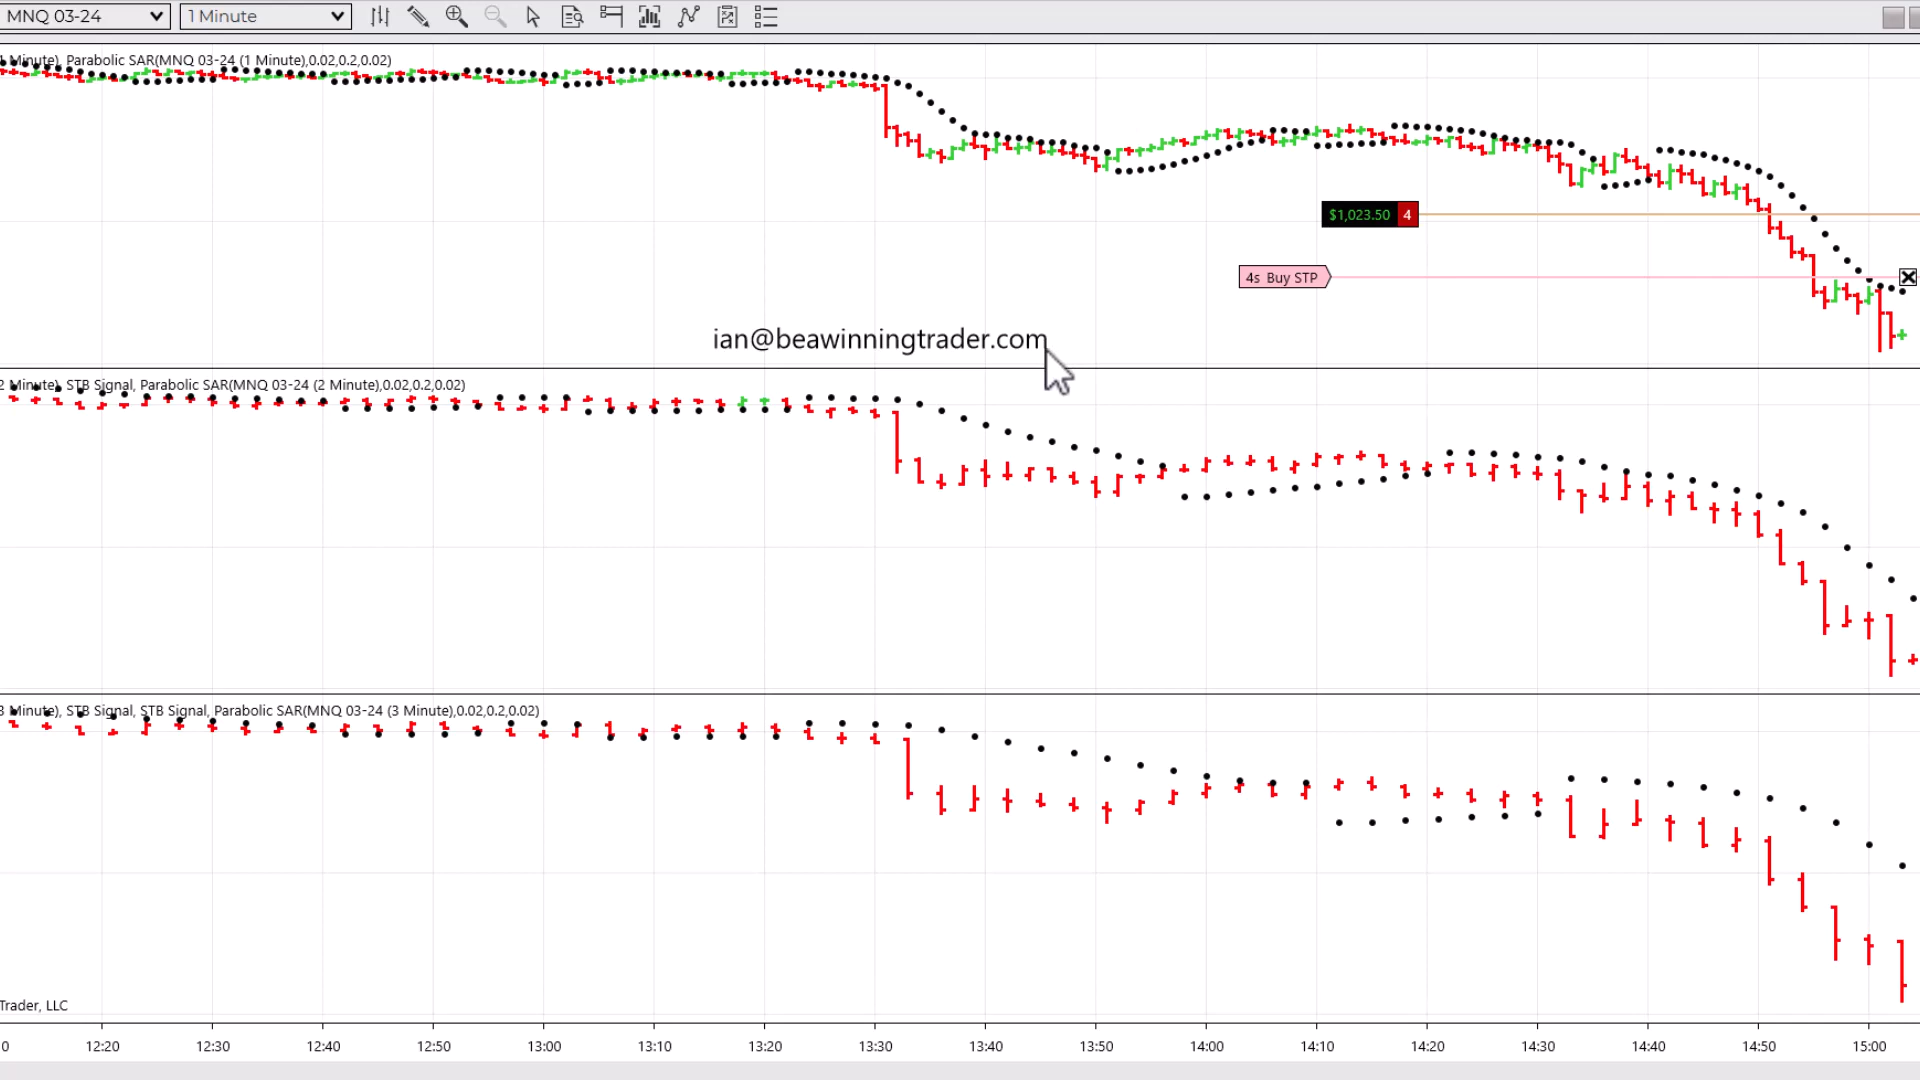 MNQ 03-24
1 Minute
Minute), Parabolic SAR(MNQ 03-24 (1 Minute),0.02,0.2,0.02)
$1,023.50 4
4s Buy STP
ian@beawinningtrader.com
2 Minute), STB Signal, Parabolic SAR(MNQ 03-24 (2 Minute),0.02,0.2,0.02)
3 Minute), STB Signal, STB Signal, Parabolic SAR(MNQ 03-24 (3 Minute),0.02,0.2,0.02)
Trader, LLC
0 12:20 12:30 12:40 12:50 13:00 13:10 13:20 13:30 13:40 13:50 14:00 14:10 14:20 14:30 14:40 14:50 15:00